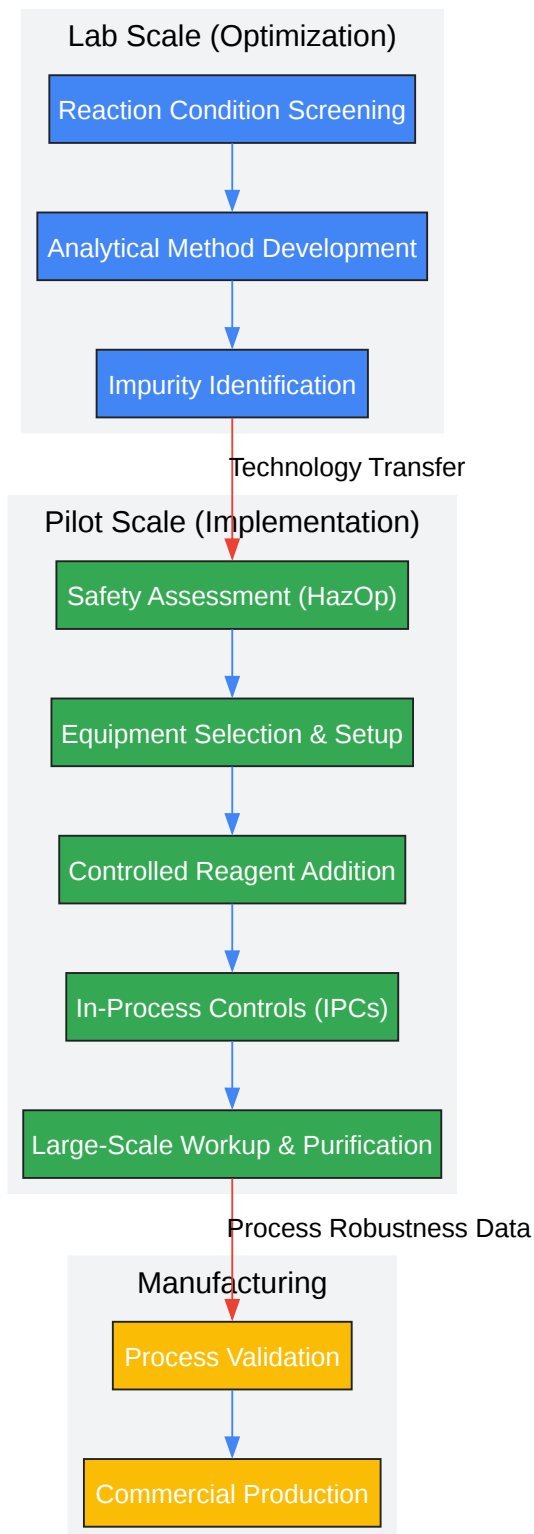 Lab Scale (Optimization)
Reaction Condition Screening
Analytical Method Development
Impurity Identification
Technology Transfer
Pilot Scale (Implementation)
Safety Assessment (HazOp)
Equipment Selection & Setup
Controlled Reagent Addition
In-Process Controls (IPCs)
Large-Scale Workup & Purification
Process Robustness Data
Manufacturing
Process Validation
Commercial Production